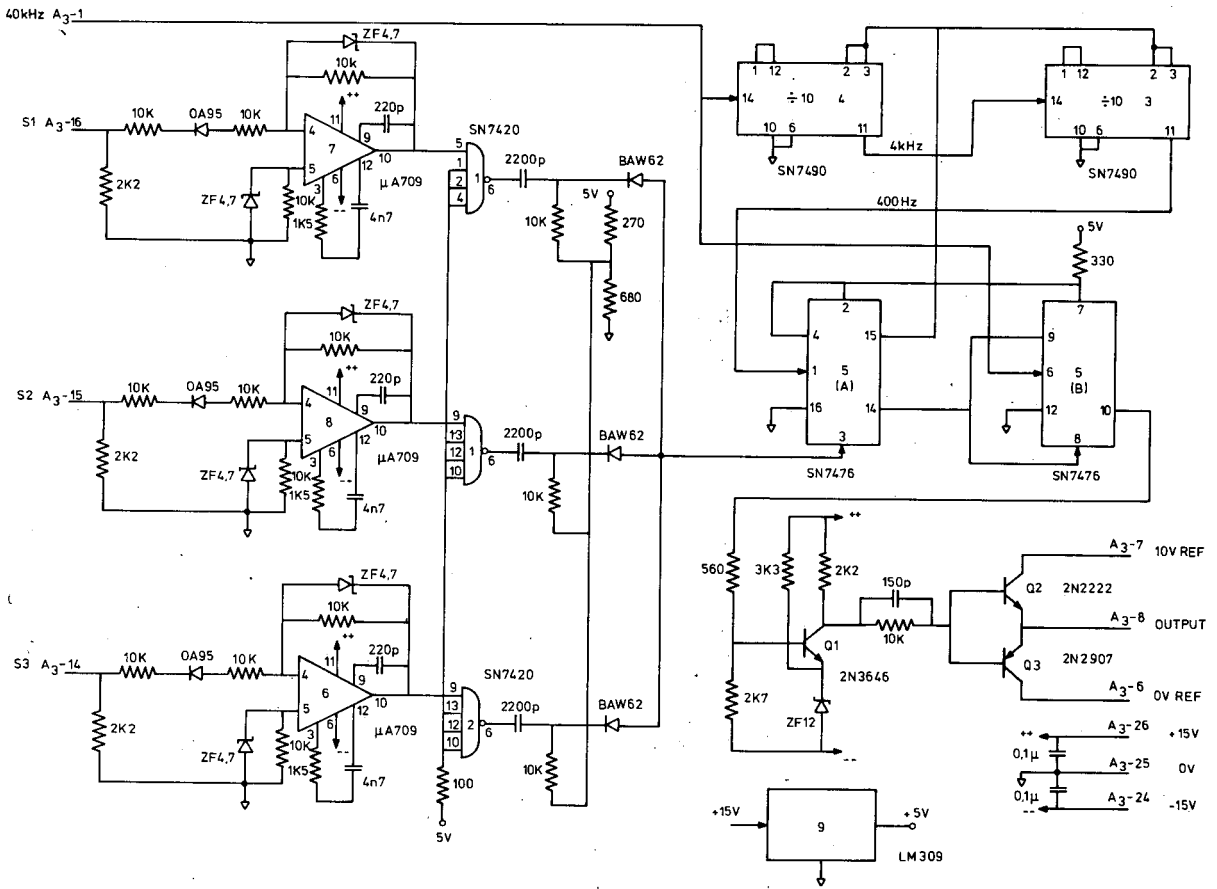 40kHz A3-1
ZF4,7
10k
++
220p
S1 A3-16
10K
OA95
10K
4
11
9
7
10
5
12
6
3
--
μA709
2K2
ZF4,7
10K
1K5
4n7
SN7420
5
1
2
4
1
6
2200p
BAW62
10K
5V
270
680
1 12
2 3
14
÷10 4
10 6
11
SN7490
4kHz
1 12
2 3
14
÷10 3
10 6
11
SN7490
400Hz
5V
330
2
4
15
1
5
(A)
16
14
3
SN7476
7
9
6
5
(B)
12
10
8
SN7476
ZF4,7
10K
++
220p
S2 A3-15
10K
OA95
10K
4
11
9
8
10
5
12
6
3
--
μA709
2K2
ZF4,7
10K
1K5
4n7
9
13
12
10
1
6
2200p
BAW62
10K
ZF4,7
10K
++
220p
S3 A3-14
10K
OA95
10K
4
11
9
6
10
5
12
6
3
--
μA709
2K2
ZF4,7
10K
1K5
4n7
SN7420
9
13
12
10
2
6
2200p
BAW62
10K
100
5V
++
560
3K3
2K2
150p
10K
Q1
2N3646
2K7
ZF12
--
A3-7 10V REF
Q2
2N2222
A3-8 OUTPUT
Q3
2N2907
A3-6 0V REF
++ A3-26 +15V
0,1μ
A3-25 0V
0,1μ
-- A3-24 -15V
+15V
9
+5V
LM309